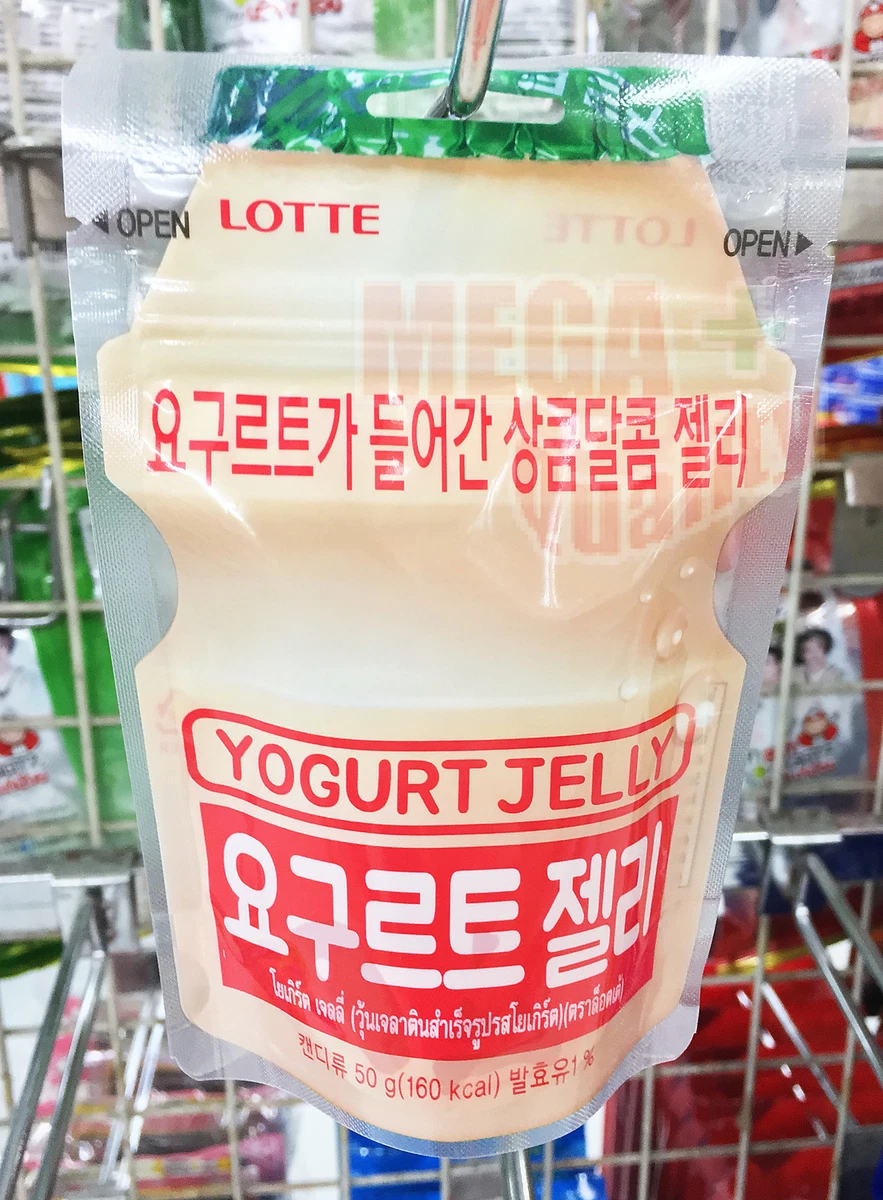 OPEN
LOTTE
OPEN
MEGA +
요구르트가 들어간 상큼달콤 젤리
YOGURT JELLY
요구르트 젤리
โยเกิร์ต เจลลี่ (วุ้นเจลาตินสำเร็จรูปรสโยเกิร์ต)(ตราล็อตเต้)
캔디류 50 g(160 kcal) 발효유1 %